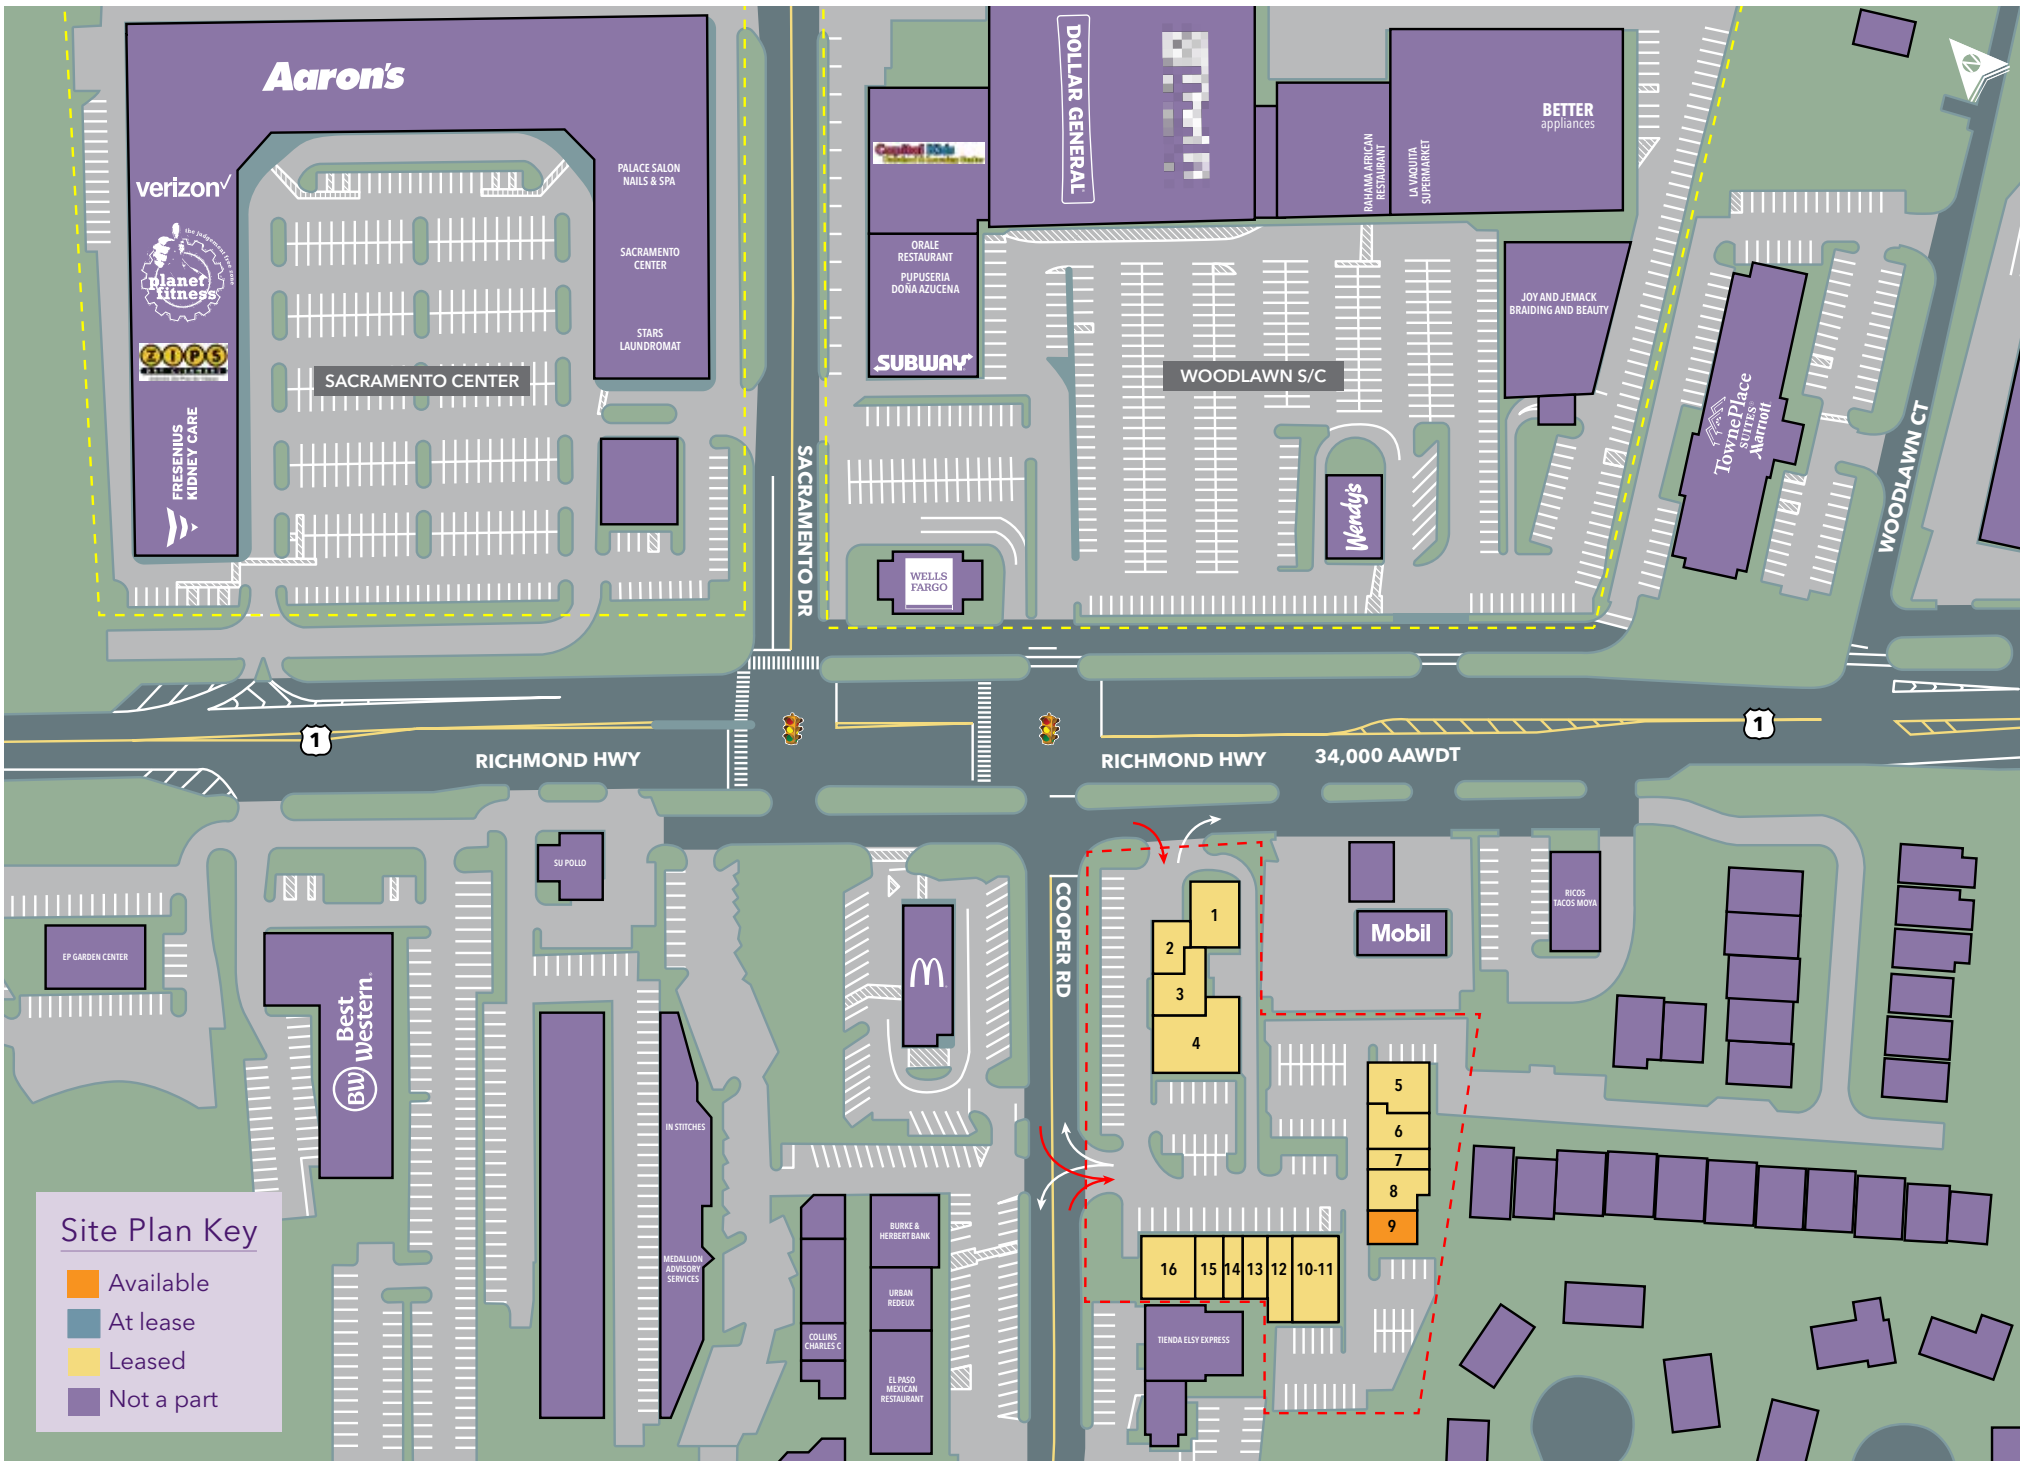 Aaron's
verizon
the judgement free zone
planet
fitness
ZIPS
DRY CLEANERS
FRESENIUS
KIDNEY CARE
PALACE SALON
NAILS & SPA
SACRAMENTO
CENTER
STARS
LAUNDROMAT
SACRAMENTO CENTER
SACRAMENTO DR
Capitol Kids
ORALE
RESTAURANT
PUPUSERIA
DOÑA AZUCENA
SUBWAY
WELLS
FARGO
DOLLAR GENERAL
RAHAMA AFRICAN
RESTAURANT
LA VAQUITA
SUPERMARKET
BETTER
appliances
JOY AND JEMACK
BRAIDING AND BEAUTY
WOODLAWN S/C
Wendy's
TownePlace
SUITES
Marriott
WOODLAWN CT
N
1
1
RICHMOND HWY
RICHMOND HWY
34,000 AAWDT
SU POLLO
EP GARDEN CENTER
Best
Western
BW
IN STITCHES
MEDALLION
ADVISORY
SERVICES
COLLINS
CHARLES C
BURKE &
HERBERT BANK
URBAN
REDEUX
EL PASO
MEXICAN
RESTAURANT
M
COOPER RD
1
2
3
4
5
6
7
8
9
16
15
14
13
12
10-11
TIENDA ELSY EXPRESS
Mobil
RICOS
TACOS MOYA
Site Plan Key
Available
At lease
Leased
Not a part